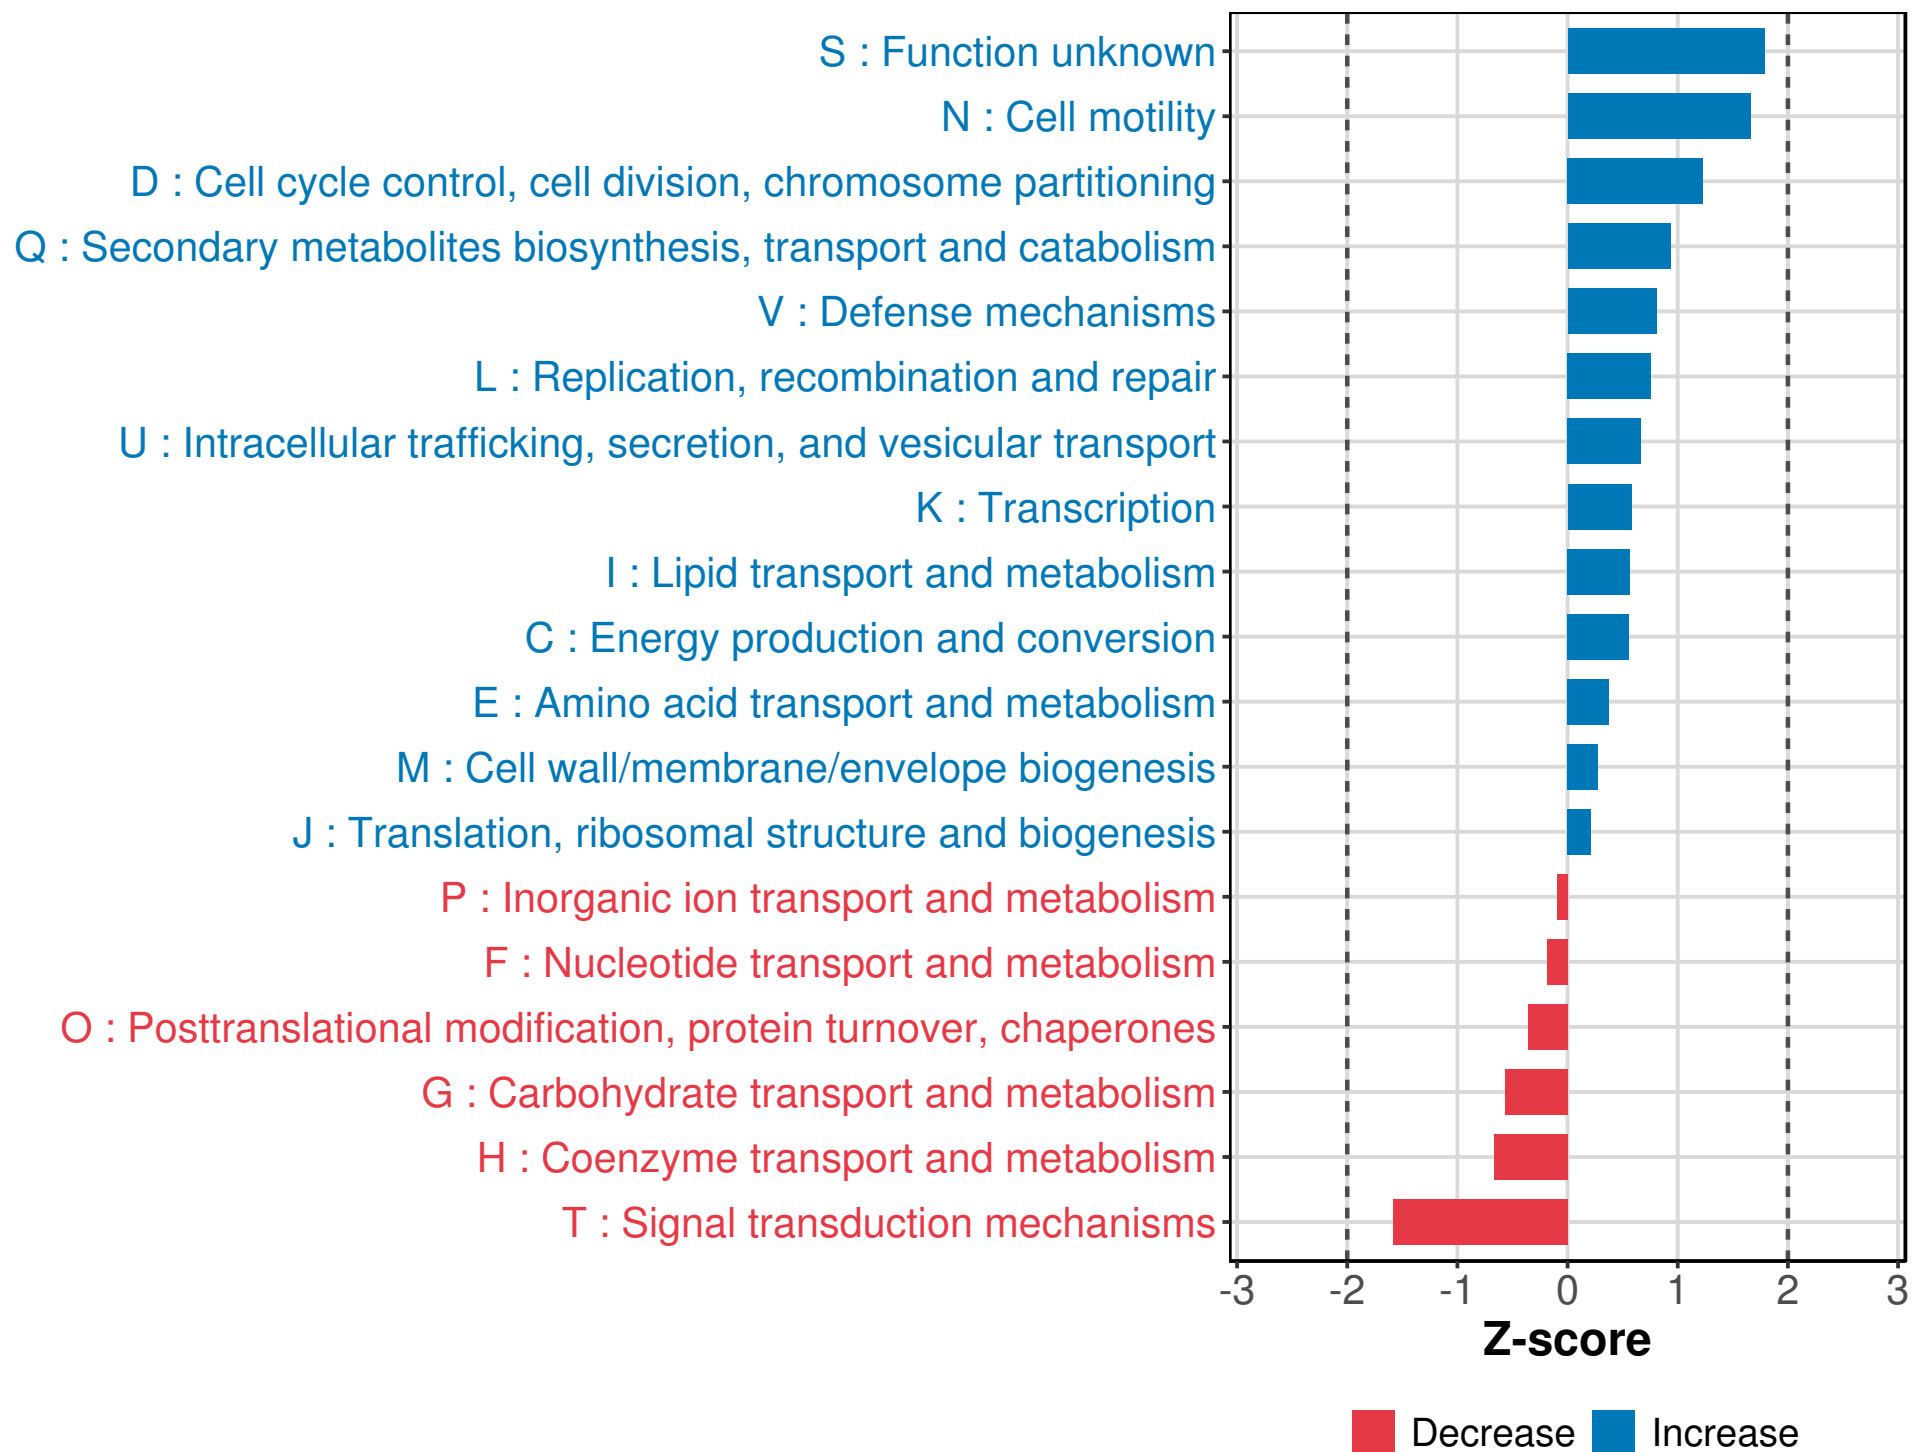 S : Function unknown
N : Cell motility
D : Cell cycle control, cell division, chromosome partitioning
Q : Secondary metabolites biosynthesis, transport and catabolism
V : Defense mechanisms
L : Replication, recombination and repair
U : Intracellular trafficking, secretion, and vesicular transport
K : Transcription
I : Lipid transport and metabolism
C : Energy production and conversion
E : Amino acid transport and metabolism
M : Cell wall/membrane/envelope biogenesis
J : Translation, ribosomal structure and biogenesis
P : Inorganic ion transport and metabolism
F : Nucleotide transport and metabolism
O : Posttranslational modification, protein turnover, chaperones
G : Carbohydrate transport and metabolism
H : Coenzyme transport and metabolism
T : Signal transduction mechanisms
-3 -2 -1 0 1 2 3
Z-score
Decrease Increase